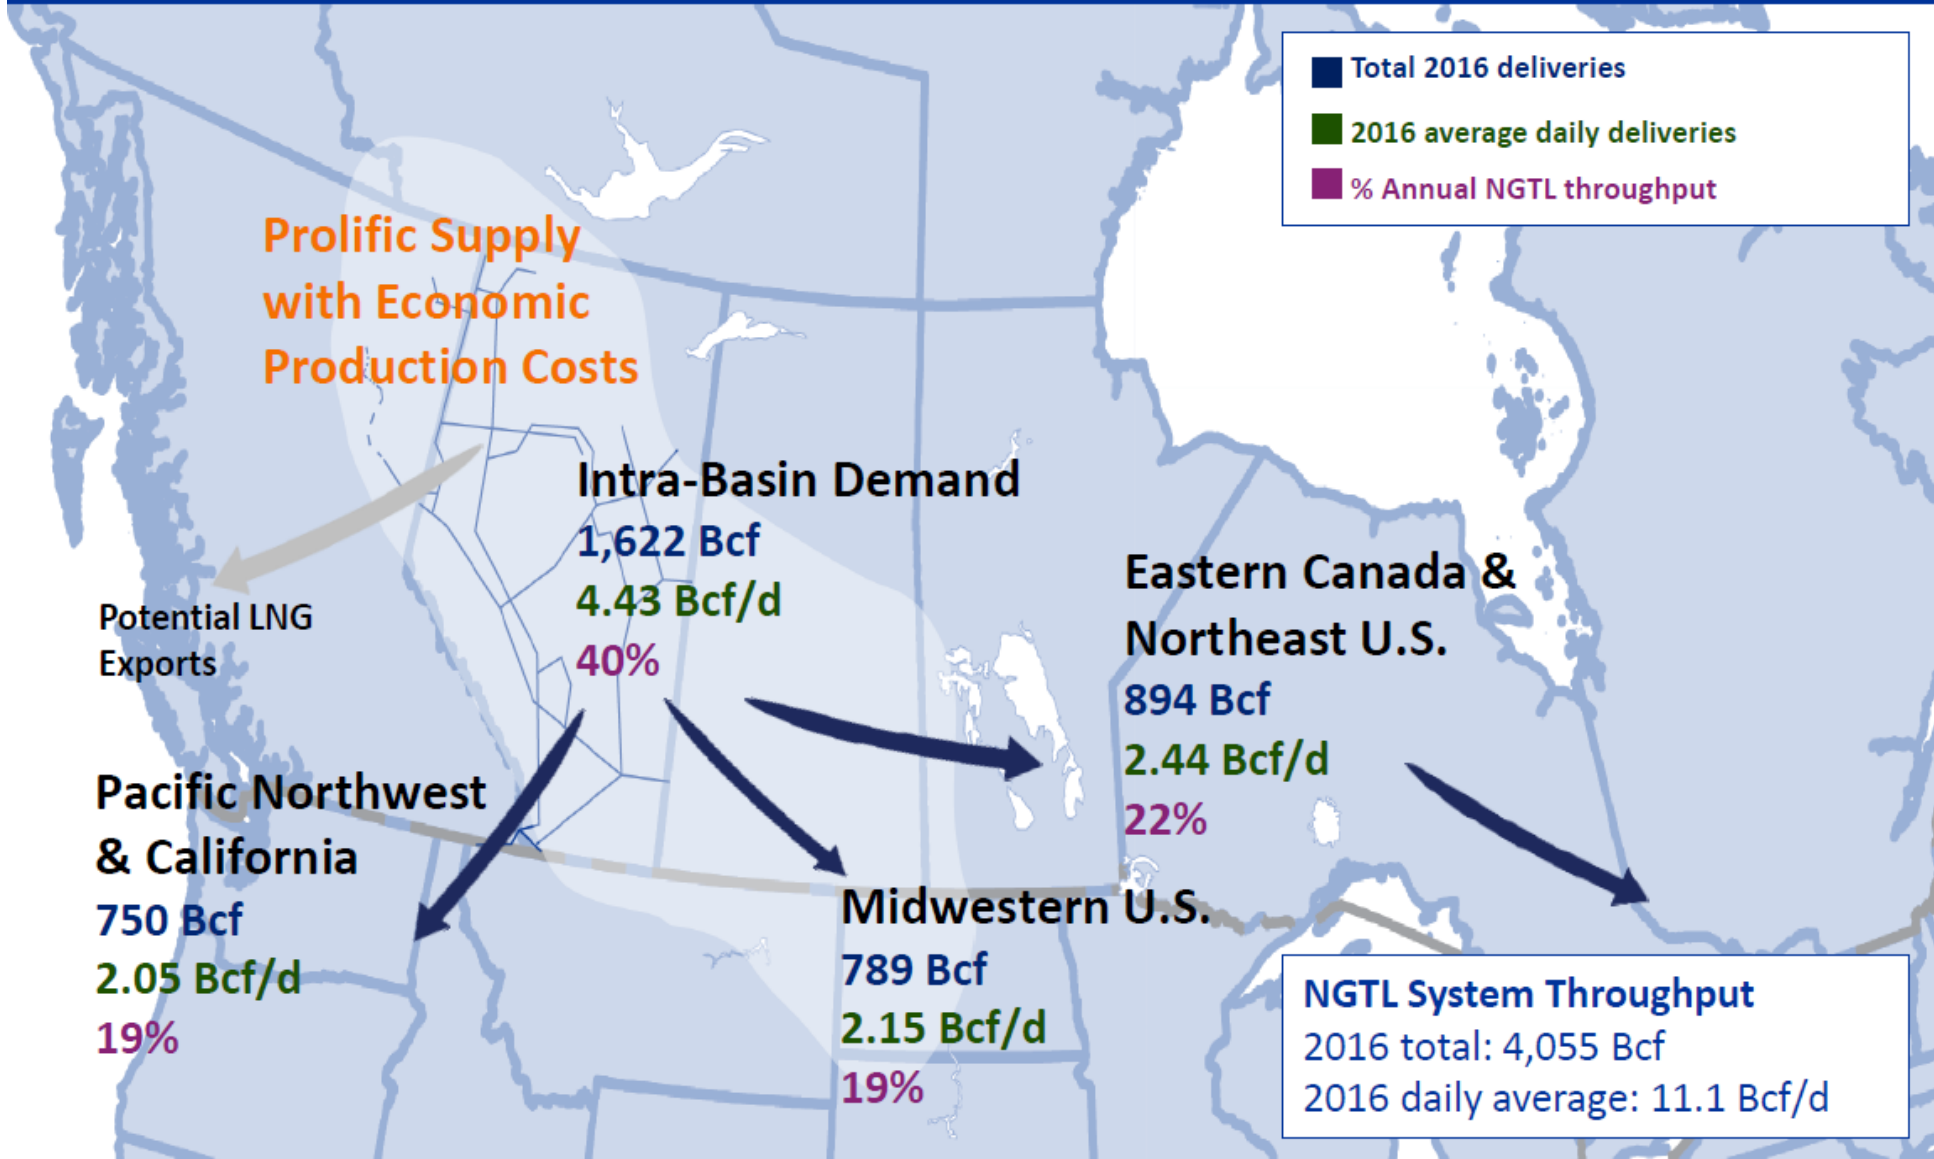 Total 2016 deliveries
2016 average daily deliveries
% Annual NGTL throughput
Prolific Supply
with Economic
Production Costs
Intra-Basin Demand
1,622 Bcf
4.43 Bcf/d
40%
Potential LNG
Exports
Eastern Canada &
Northeast U.S.
894 Bcf
2.44 Bcf/d
22%
Pacific Northwest
& California
750 Bcf
2.05 Bcf/d
19%
Midwestern U.S.
789 Bcf
2.15 Bcf/d
19%
NGTL System Throughput
2016 total: 4,055 Bcf
2016 daily average: 11.1 Bcf/d